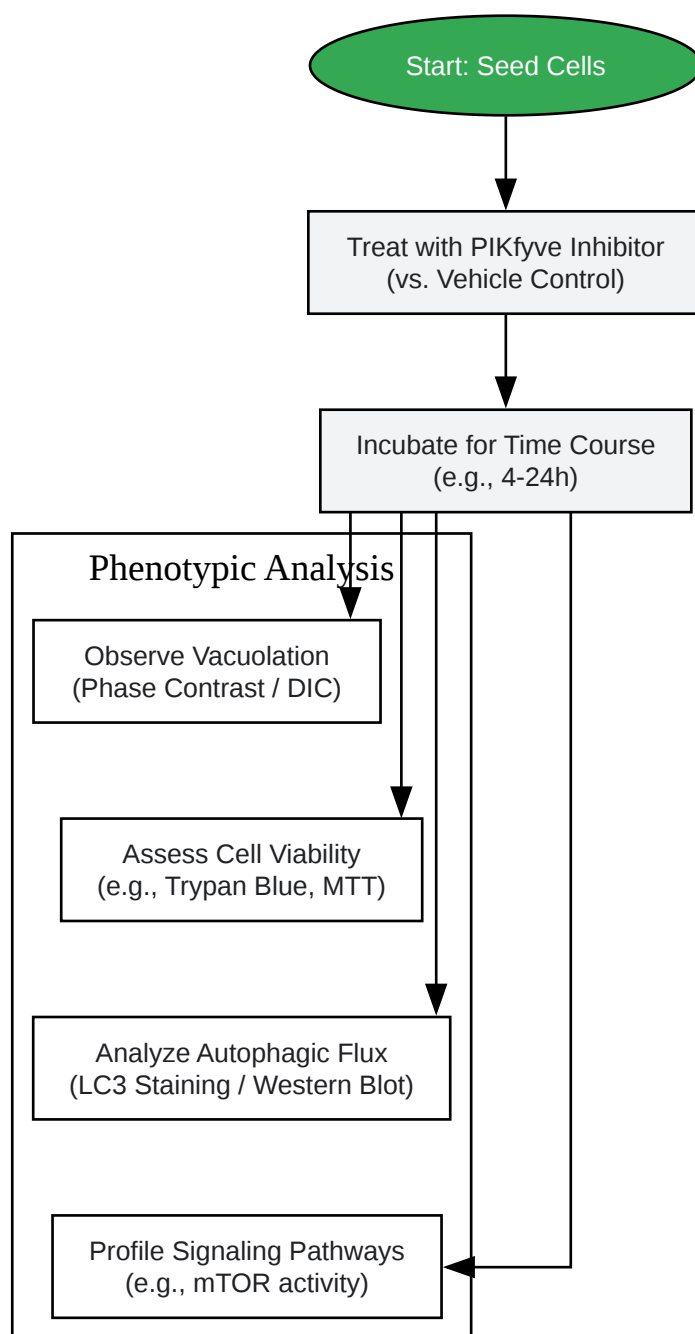 Start: Seed Cells
Treat with PIKfyve Inhibitor
(vs. Vehicle Control)
Incubate for Time Course
(e.g., 4-24h)
Phenotypic Analysis
Observe Vacuolation
(Phase Contrast / DIC)
Assess Cell Viability
(e.g., Trypan Blue, MTT)
Analyze Autophagic Flux
(LC3 Staining / Western Blot)
Profile Signaling Pathways
(e.g., mTOR activity)